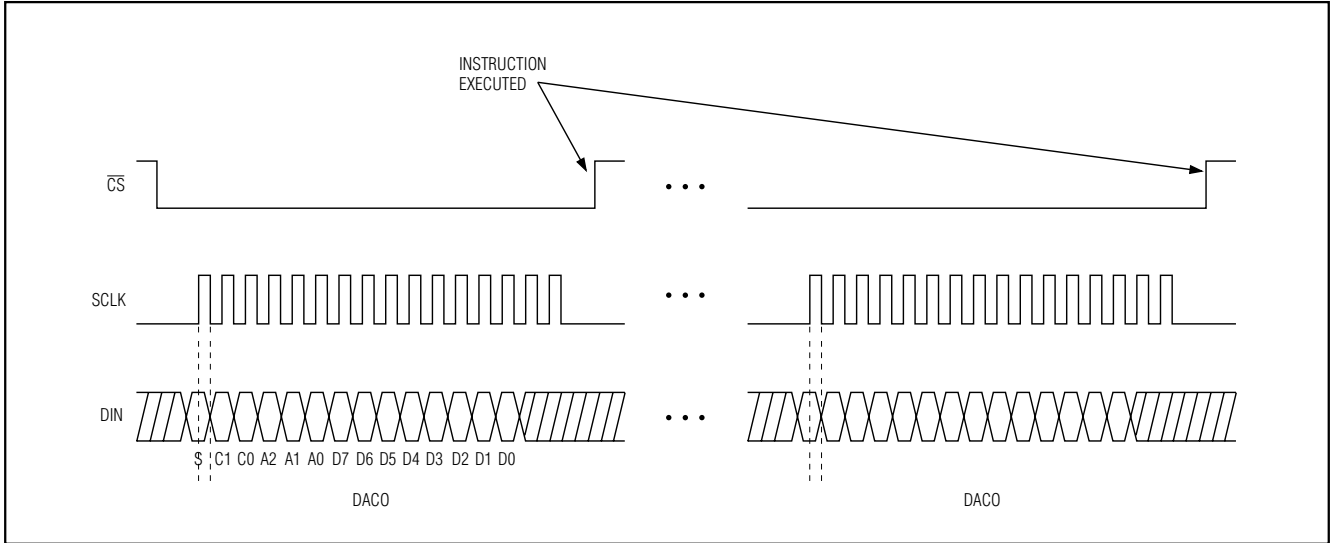 INSTRUCTION
EXECUTED
CS
SCLK
DIN
S C1 C0 A2 A1 A0 D7 D6 D5 D4 D3 D2 D1 D0
DACO DACO